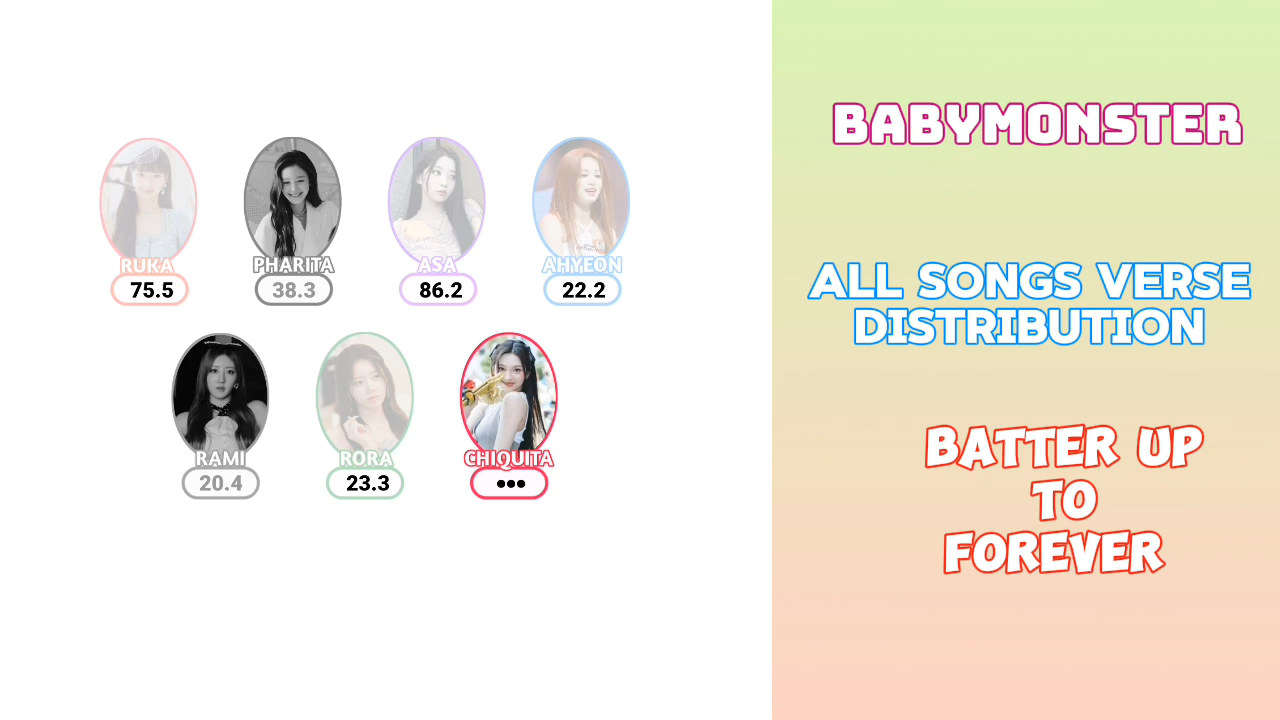 BABYMONSTER
ALL SONGS VERSE
DISTRIBUTION
BATTER UP
TO
FOREVER
RUKA
75.5
PHARITA
38.3
ASA
86.2
AHYEON
22.2
RAMI
20.4
RORA
23.3
CHIQUITA
•••